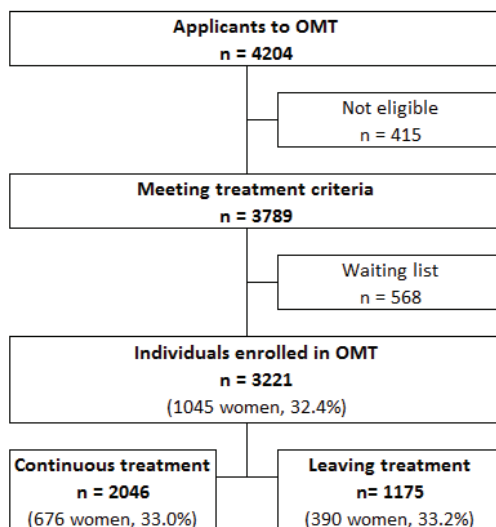 Applicants to OMT
n = 4204
Not eligible
n = 415
Meeting treatment criteria
n = 3789
Waiting list
n = 568
Individuals enrolled in OMT
n = 3221
(1045 women, 32.4%)
Continuous treatment
n = 2046
(676 women, 33.0%)
Leaving treatment
n= 1175
(390 women, 33.2%)